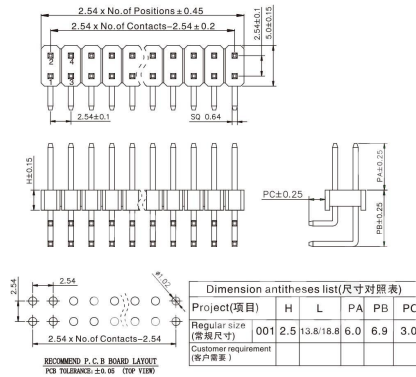 2.54 x No.of Positions±0.45
2.54 x No.of Contacts-2.54±0.2
2.54±0.1
5.0±0.15
2 4
1 3
2.54±0.1
SQ 0.64
H±0.15
PA±0.25
PC±0.25
PB±0.25
2.54
2.54
ø1.02
2.54 x No.of Contacts-2.54
RECOMMEND P.C.B BOARD LAYOUT
PCB TOLERANCE:±0.05 (TOP VIEW)
Dimension antitheses list(尺寸对照表)
Project(项目) H L PA PB PC
Regular size (常规尺寸) 001 2.5 13.8/18.8 6.0 6.9 3.0
Customer requirement
(客户需要)